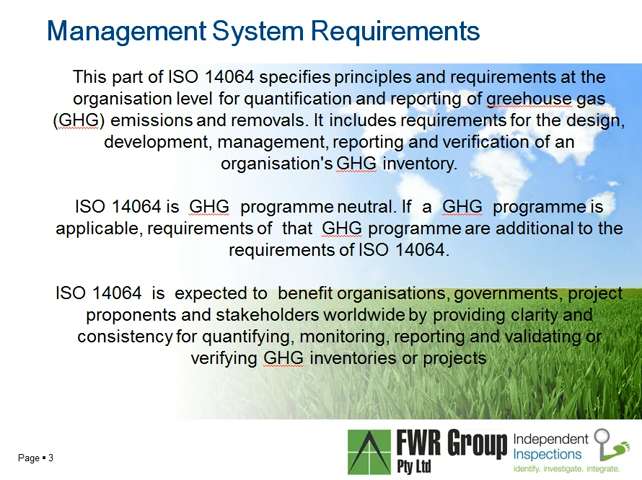 Management System Requirements
This part of ISO 14064 specifies principles and requirements at the
organisation level for quantification and reporting of greehouse gas
(GHG) emissions and removals. It includes requirements for the design,
development, management, reporting and verification of an
organisation's GHG inventory.
ISO 14064 is GHG programme neutral. If a GHG programme is
applicable, requirements of that GHG programme are additional to the
requirements of ISO 14064.
ISO 14064 is expected to benefit organisations, governments, project
proponents and stakeholders worldwide by providing clarity and
consistency for quantifying, monitoring, reporting and validating or
verifying GHG inventories or projects
Page ▪ 3
FWR Group
Pty Ltd
Independent
Inspections
identify. investigate. integrate.